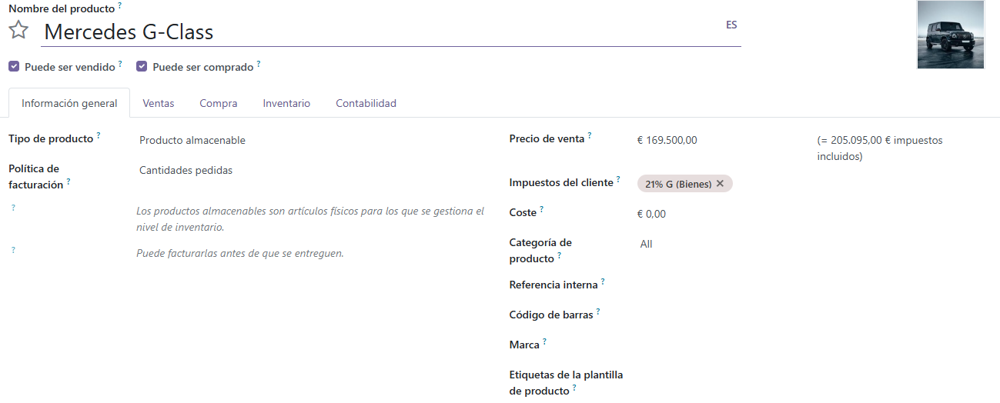 Nombre del producto ?
Mercedes G-Class
ES
Puede ser vendido ? Puede ser comprado ?
Información general Ventas Compra Inventario Contabilidad
Tipo de producto ? Producto almacenable
Política de
facturación ? Cantidades pedidas
? Los productos almacenables son artículos físicos para los que se gestiona el
nivel de inventario.
? Puede facturarlas antes de que se entreguen.
Precio de venta ? € 169.500,00 (= 205.095,00 € impuestos
incluidos)
Impuestos del cliente ? 21% G (Bienes) ✕
Coste ? € 0,00
Categoría de
producto ? All
Referencia interna ?
Código de barras ?
Marca ?
Etiquetas de la plantilla
de producto ?